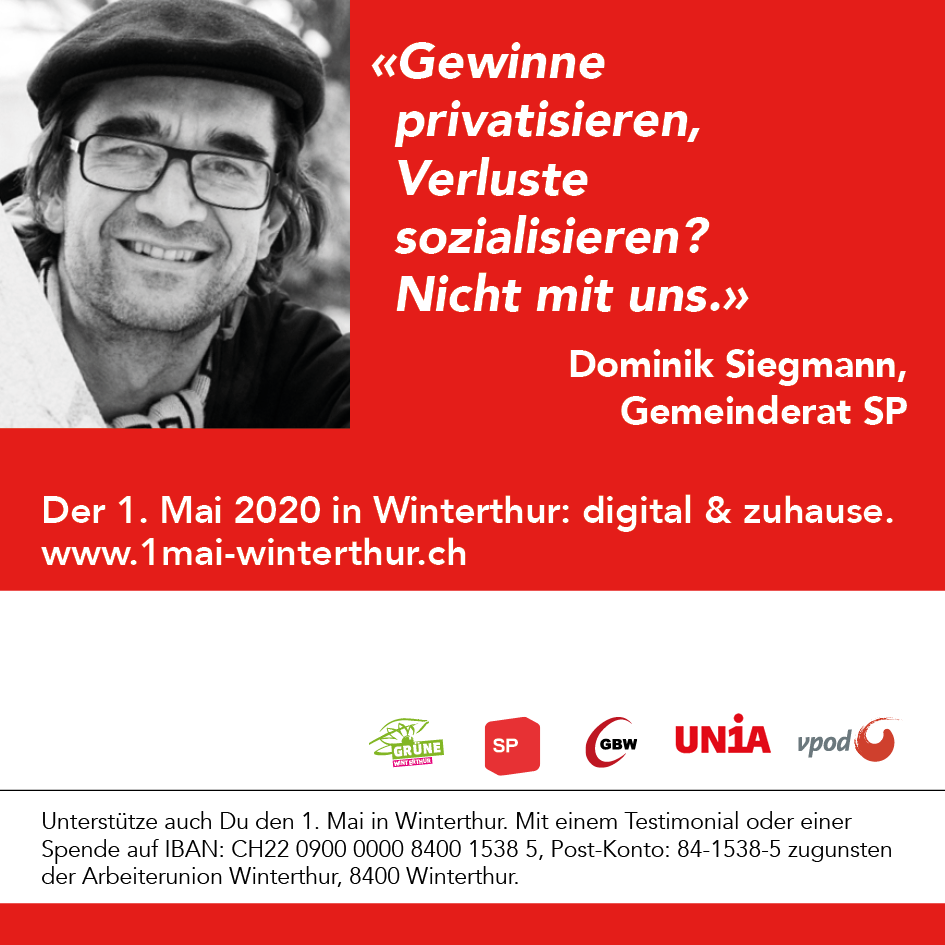 «Gewinne
privatisieren,
Verluste
sozialisieren?
Nicht mit uns.»
Dominik Siegmann,
Gemeinderat SP
Der 1. Mai 2020 in Winterthur: digital & zuhause.
www.1mai-winterthur.ch
GRÜNE
WINTERTHUR
SP
GBW
UNiA
vpod
Unterstütze auch Du den 1. Mai in Winterthur. Mit einem Testimonial oder einer
Spende auf IBAN: CH22 0900 0000 8400 1538 5, Post-Konto: 84-1538-5 zugunsten
der Arbeiterunion Winterthur, 8400 Winterthur.